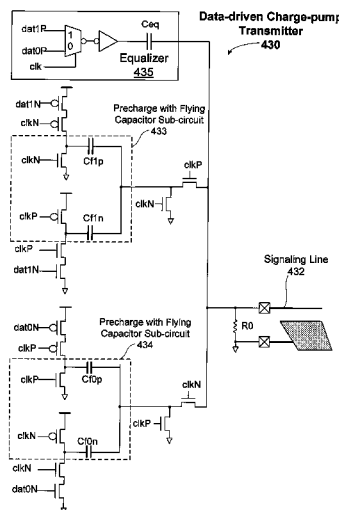 Data-driven Charge-pump
Transmitter
430
dat1P
dat0P
clk
1
0
Ceq
Equalizer
435
dat1N
clkN
Precharge with Flying
Capacitor Sub-circuit
433
clkN
Cf1p
clkP
clkP
clkN
Cf1n
clkP
dat1N
Signaling Line
432
R0
dat0N
clkP
Precharge with Flying
Capacitor Sub-circuit
434
clkP
Cf0p
clkN
clkN
clkP
Cf0n
clkN
dat0N